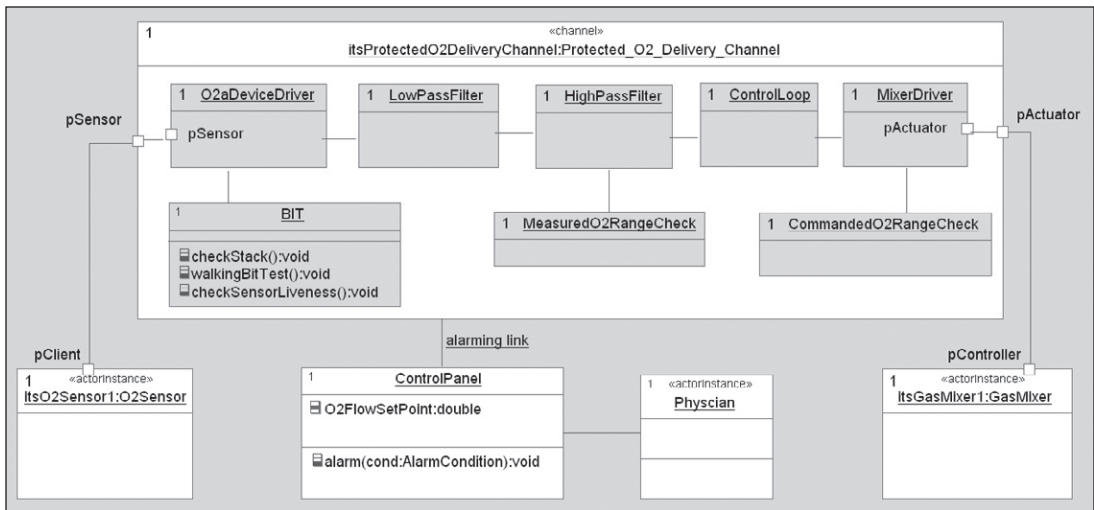 1
«channel»
itsProtectedO2DeliveryChannel:Protected_O2_Delivery_Channel
1 O2aDeviceDriver
pSensor
1 LowPassFilter
1 HighPassFilter
1 ControlLoop
1 MixerDriver
pActuator
pSensor
pActuator
1
BIT
checkStack():void
walkingBitTest():void
checkSensorLiveness():void
1 MeasuredO2RangeCheck
1 CommandedO2RangeCheck
alarming link
pClient
1 «actorInstance»
ItsO2Sensor1:O2Sensor
1
ControlPanel
O2FlowSetPoint:double
alarm(cond:AlarmCondition):void
1 «actorInstance»
Physcian
pController
1 «actorInstance»
ItsGasMixer1:GasMixer